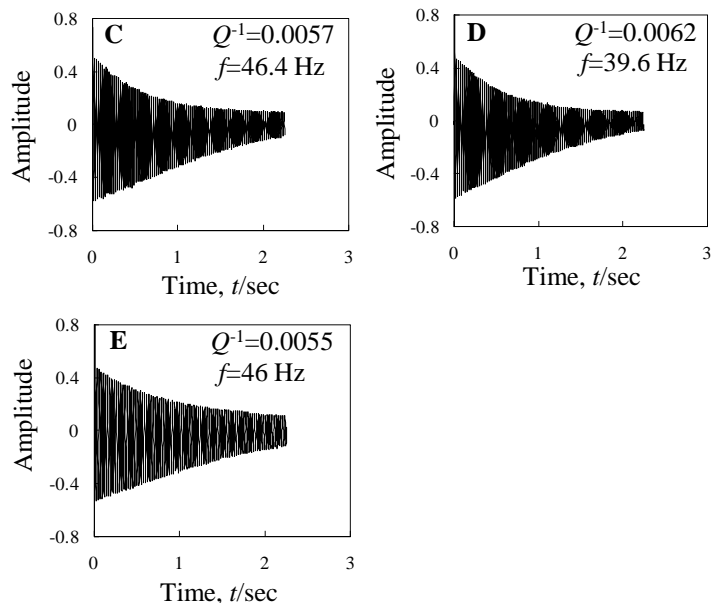 C Q⁻¹=0.0057
f=46.4 Hz
0.8
0.4
0
-0.4
-0.8
Amplitude
0 1 2 3
Time, t/sec
D Q⁻¹=0.0062
f=39.6 Hz
0.8
0.4
0
-0.4
-0.8
Amplitude
0 1 2 3
Time, t/sec
E Q⁻¹=0.0055
f=46 Hz
0.8
0.4
0
-0.4
-0.8
Amplitude
0 1 2 3
Time, t/sec